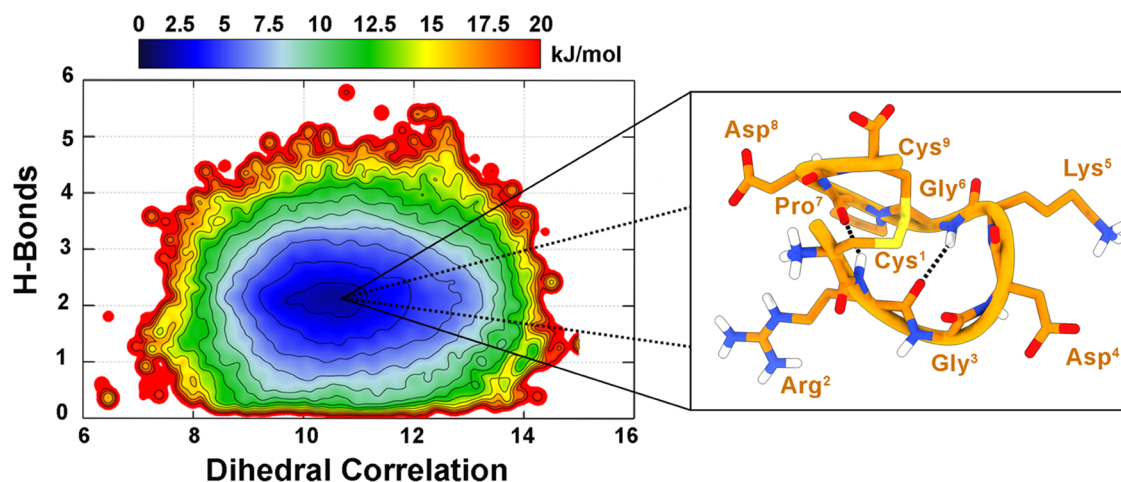 0 2.5 5 7.5 10 12.5 15 17.5 20
kJ/mol
H-Bonds
6
5
4
3
2
1
0
6 8 10 12 14 16
Dihedral Correlation
Asp⁸
Cys⁹
Gly⁶
Lys⁵
Pro⁷
Cys¹
Arg²
Gly³
Asp⁴